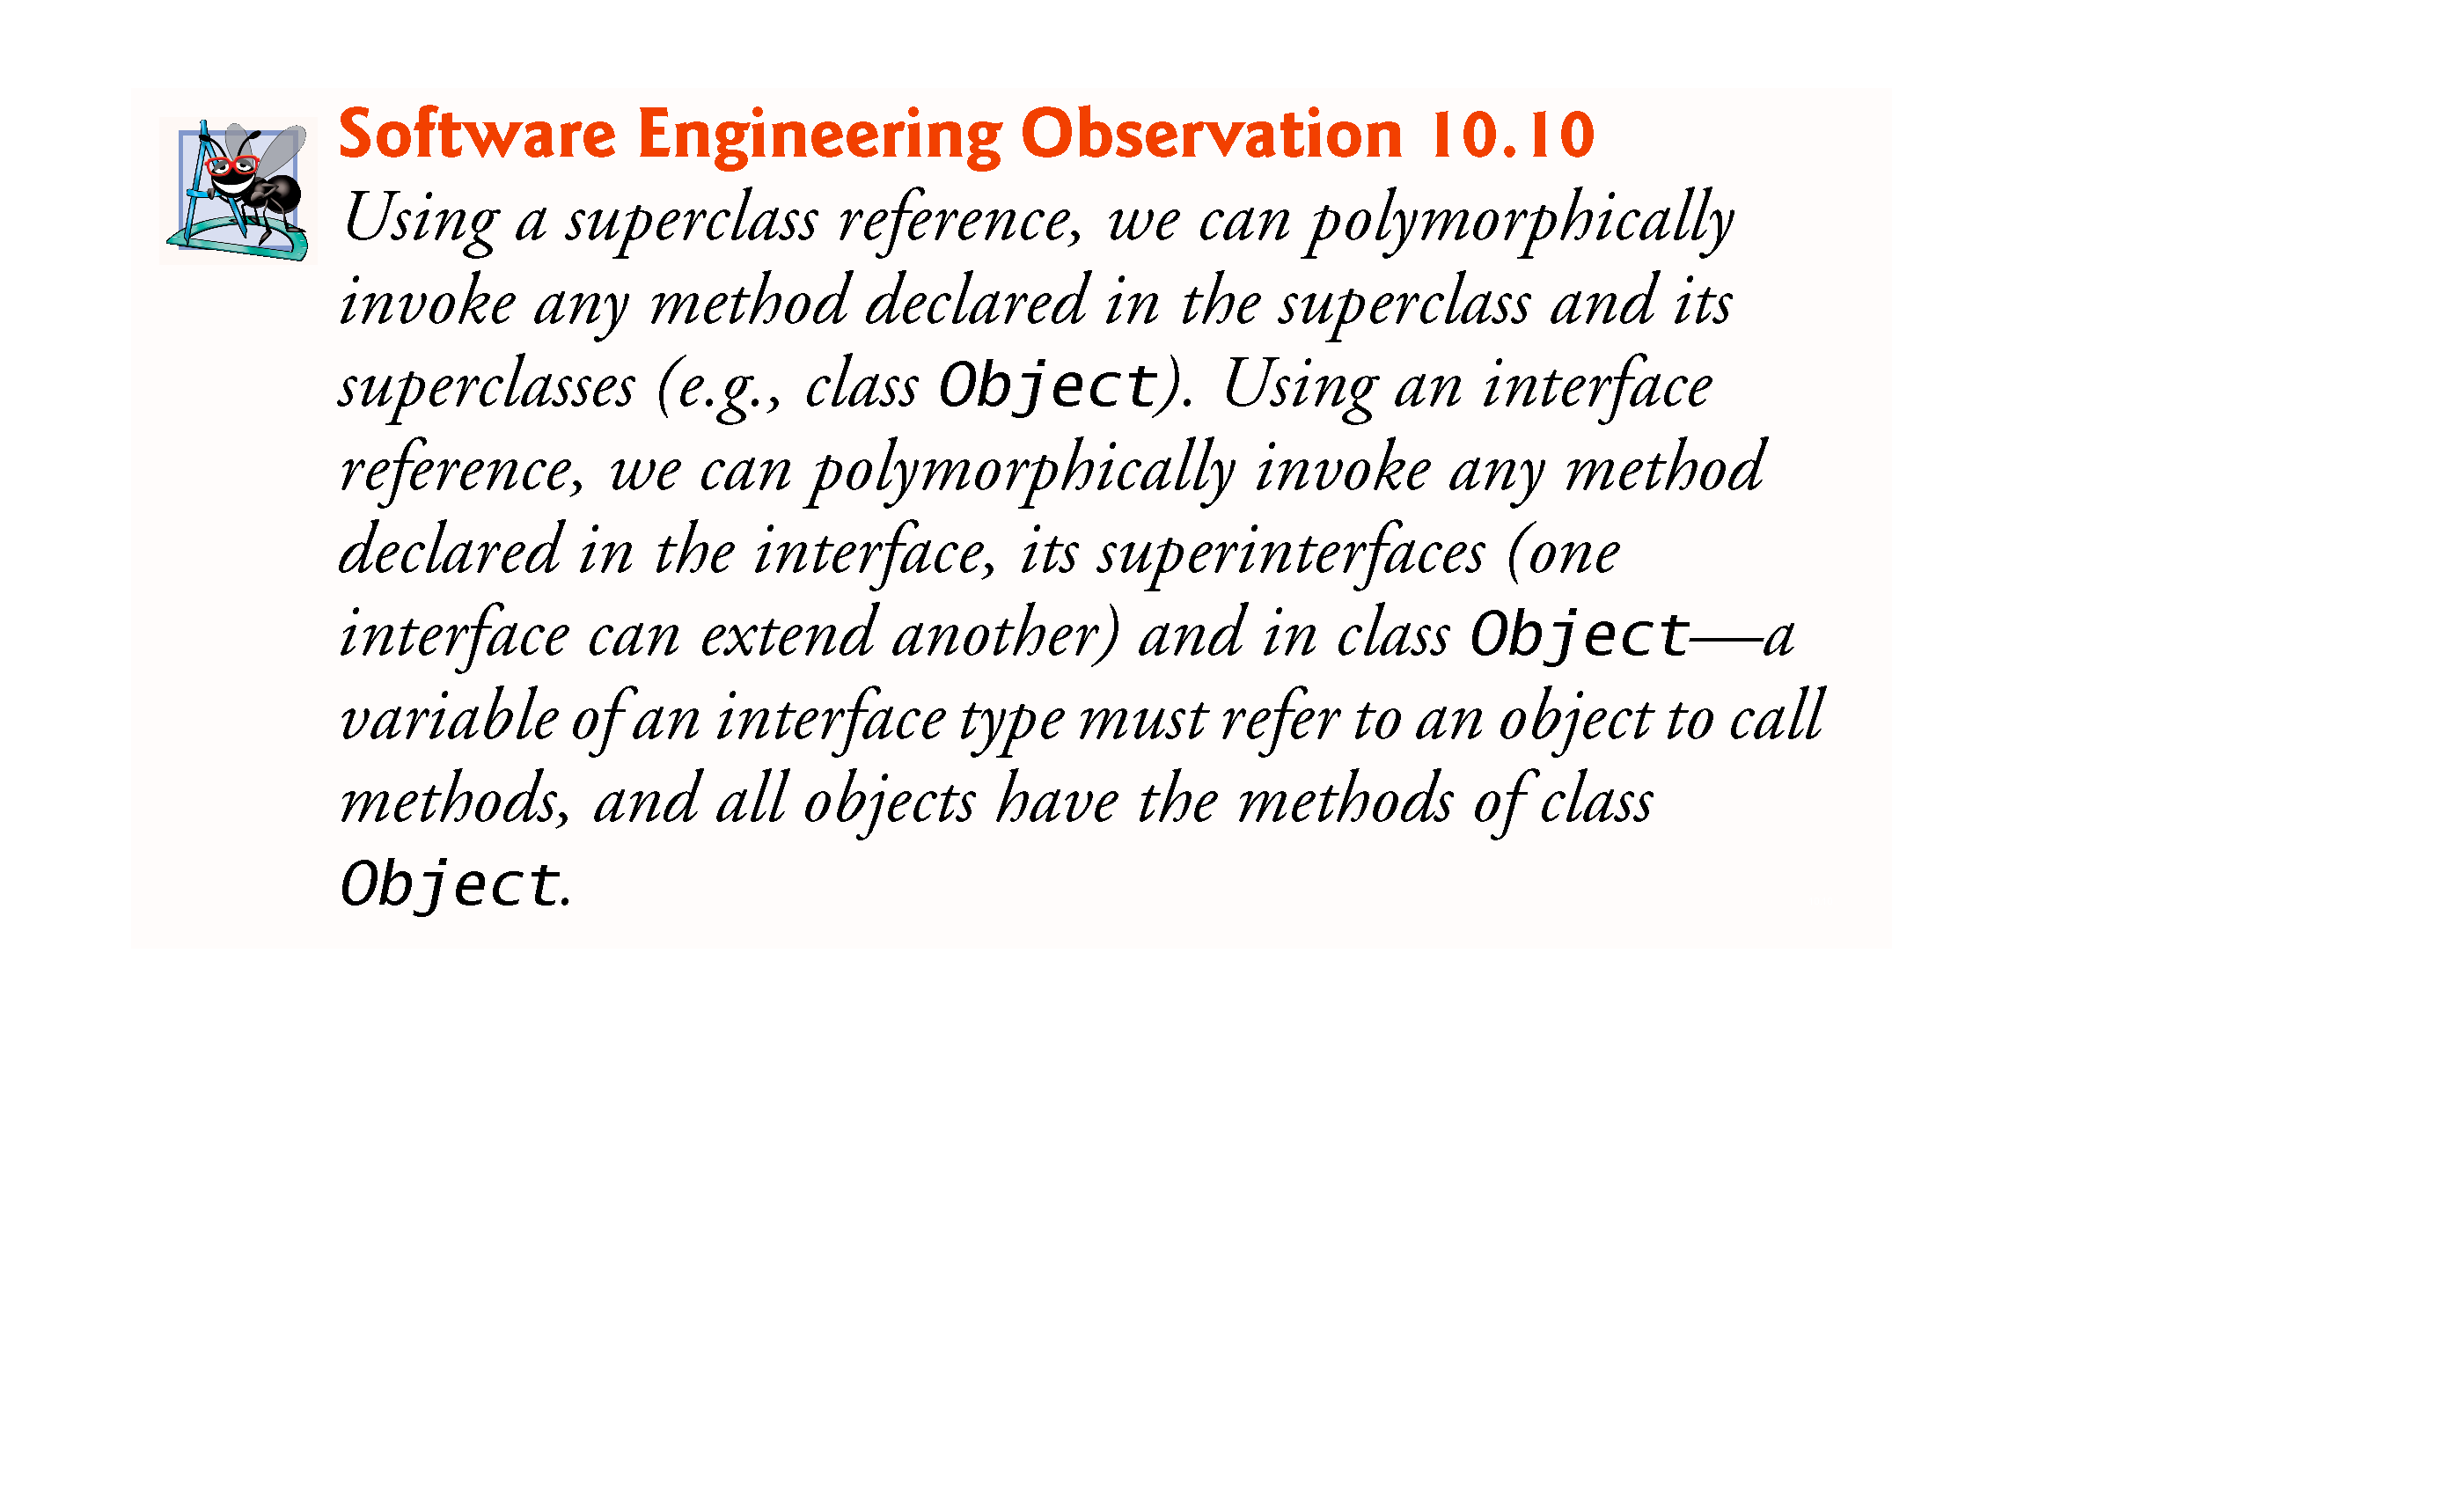 Software Engineering Observation 10.10
Using a superclass reference, we can polymorphically
invoke any method declared in the superclass and its
superclasses (e.g., class Object). Using an interface
reference, we can polymorphically invoke any method
declared in the interface, its superinterfaces (one
interface can extend another) and in class Object—a
variable of an interface type must refer to an object to call
methods, and all objects have the methods of class
Object.